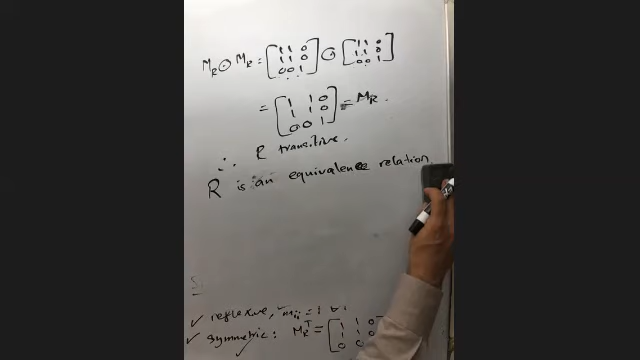 M_R ⊙ M_R = [1 1 0; 1 1 0; 0 0 1] ⊙ [1 1 0; 1 1 0; 0 0 1]
= [1 1 0; 1 1 0; 0 0 1] = M_R.
∴ R transitive.
R is an equivalence relation
✓ reflexive, m_ii = 1 ∀ i
✓ symmetric: M_R^T = [1 1 0; 1 1 0; 0 0